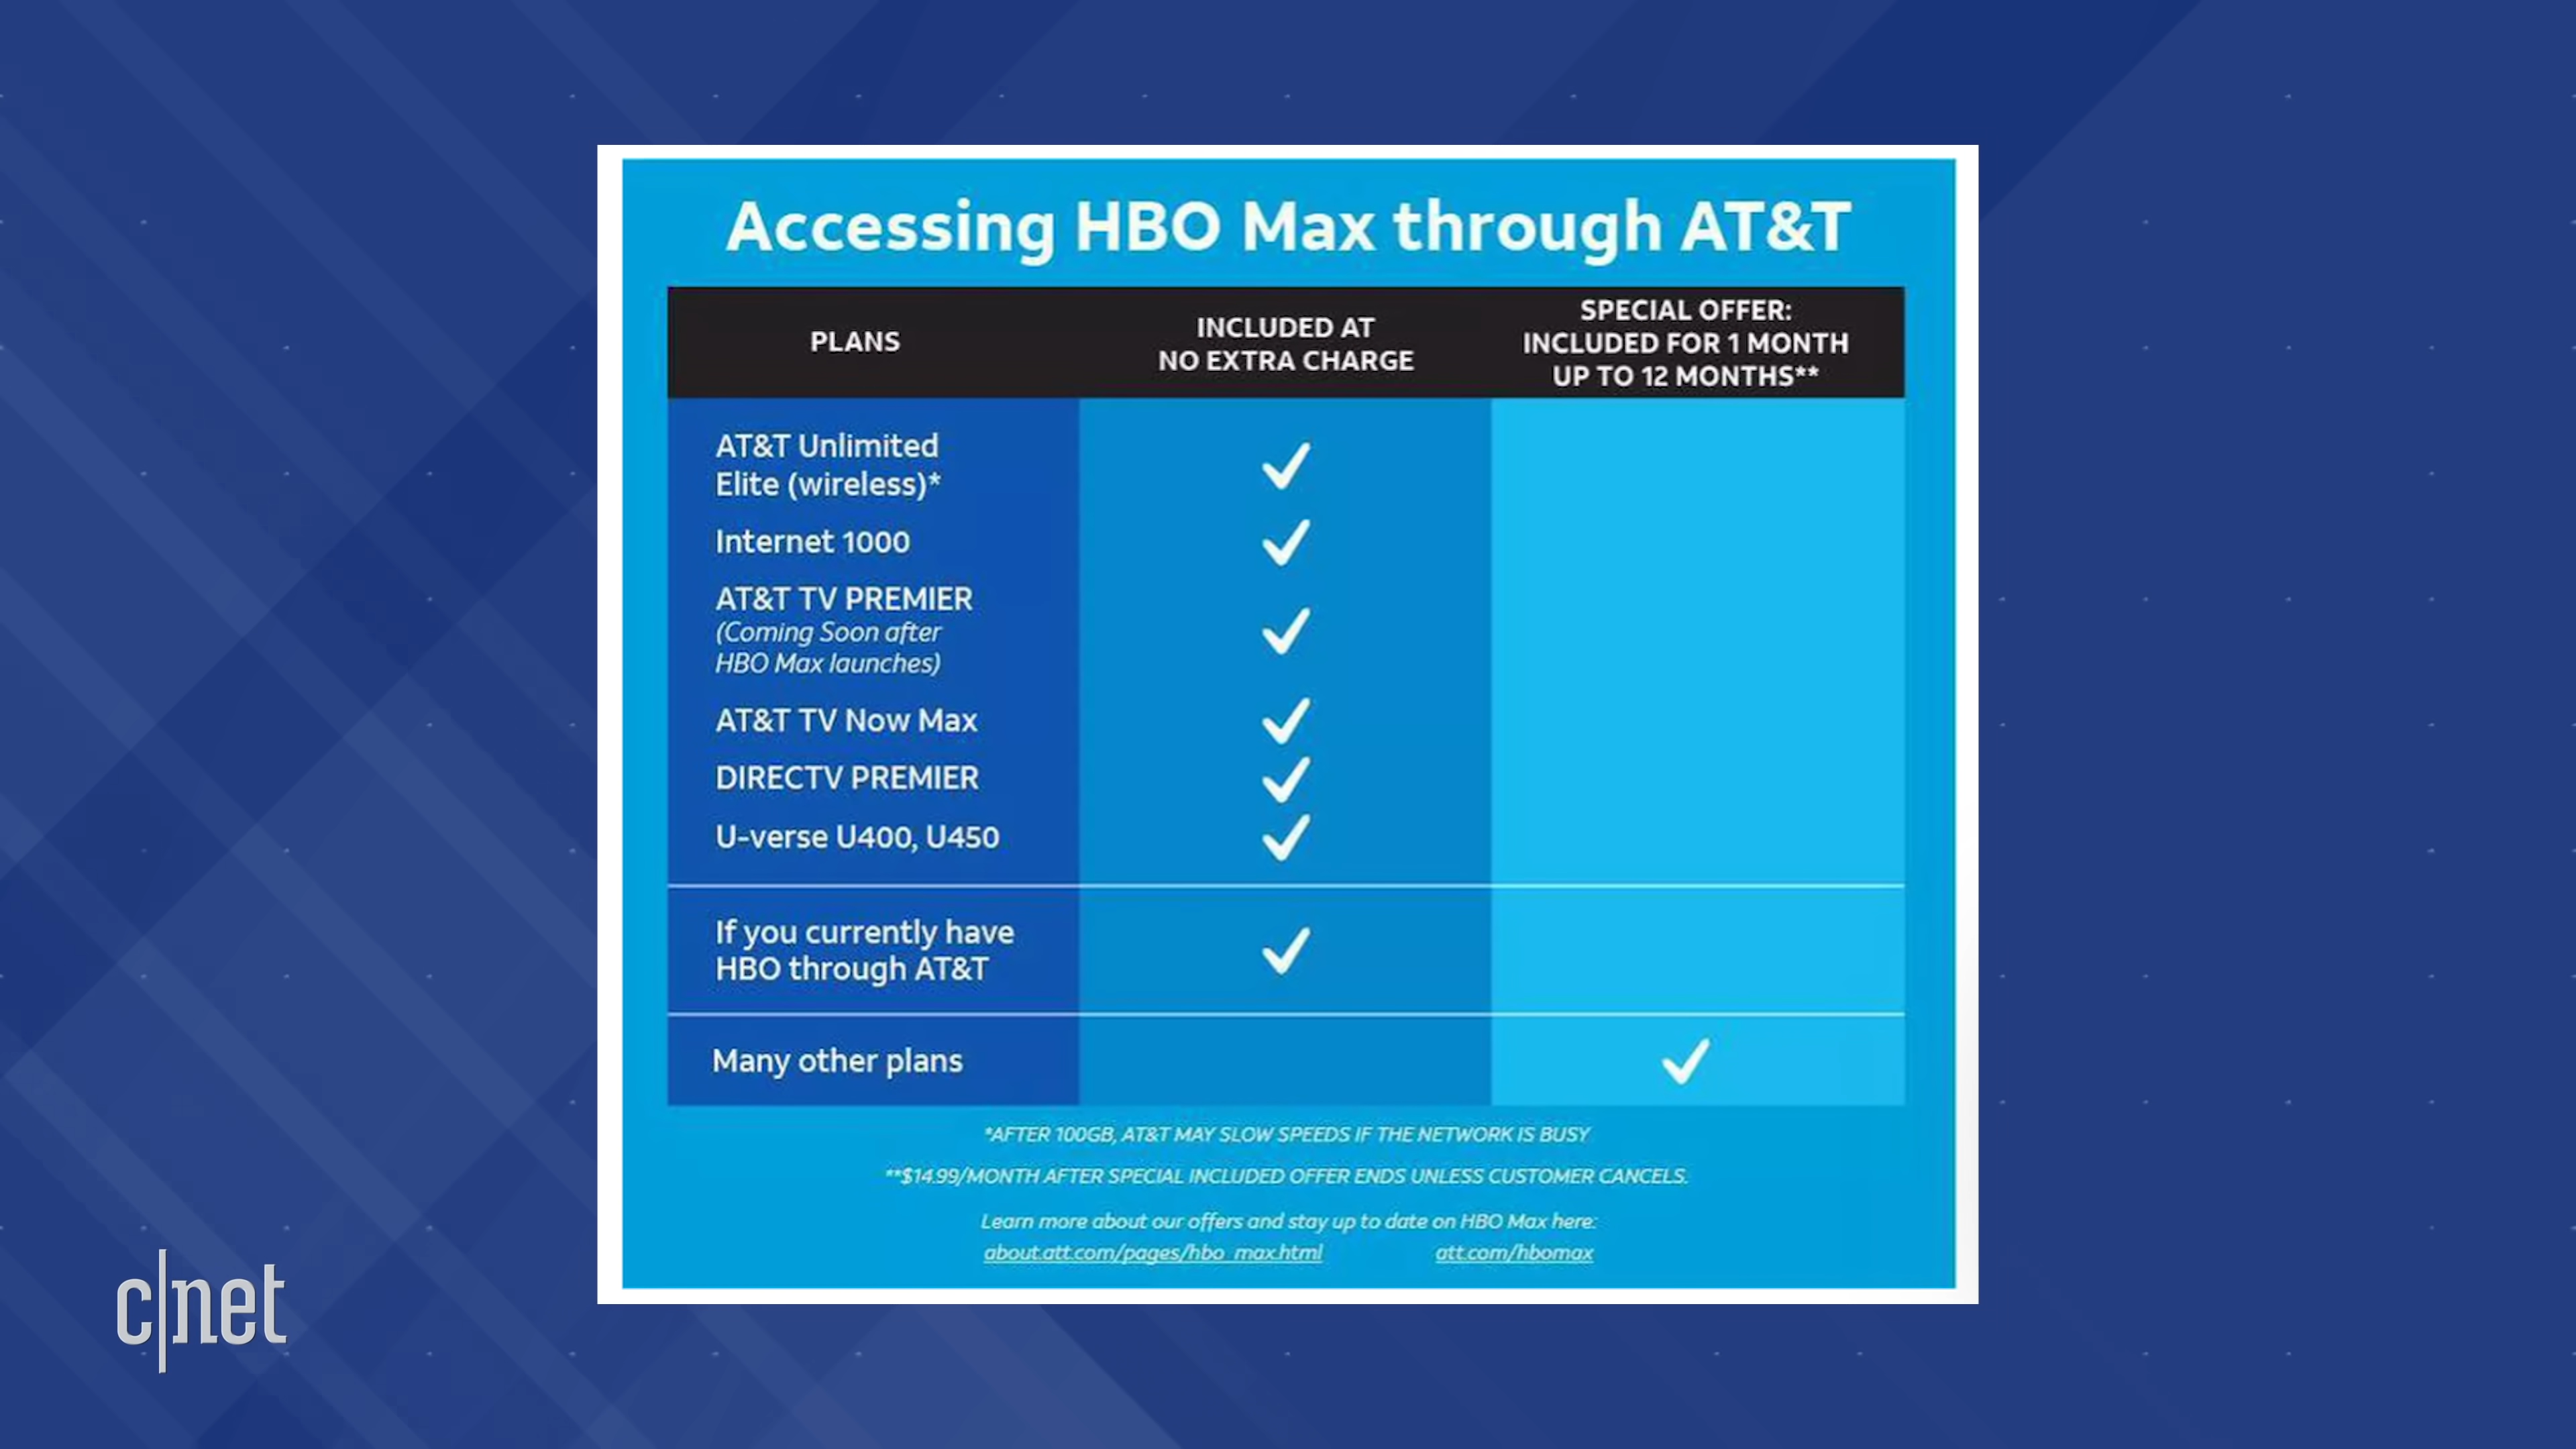 Accessing HBO Max through AT&T
PLANS
INCLUDED AT
NO EXTRA CHARGE
SPECIAL OFFER:
INCLUDED FOR 1 MONTH
UP TO 12 MONTHS**
AT&T Unlimited
Elite (wireless)*
Internet 1000
AT&T TV PREMIER
(Coming Soon after
HBO Max launches)
AT&T TV Now Max
DIRECTV PREMIER
U-verse U400, U450
If you currently have
HBO through AT&T
Many other plans
*AFTER 100GB, AT&T MAY SLOW SPEEDS IF THE NETWORK IS BUSY
**$14.99/MONTH AFTER SPECIAL INCLUDED OFFER ENDS UNLESS CUSTOMER CANCELS.
Learn more about our offers and stay up to date on HBO Max here:
about.att.com/pages/hbo_max.html att.com/hbomax
c|net